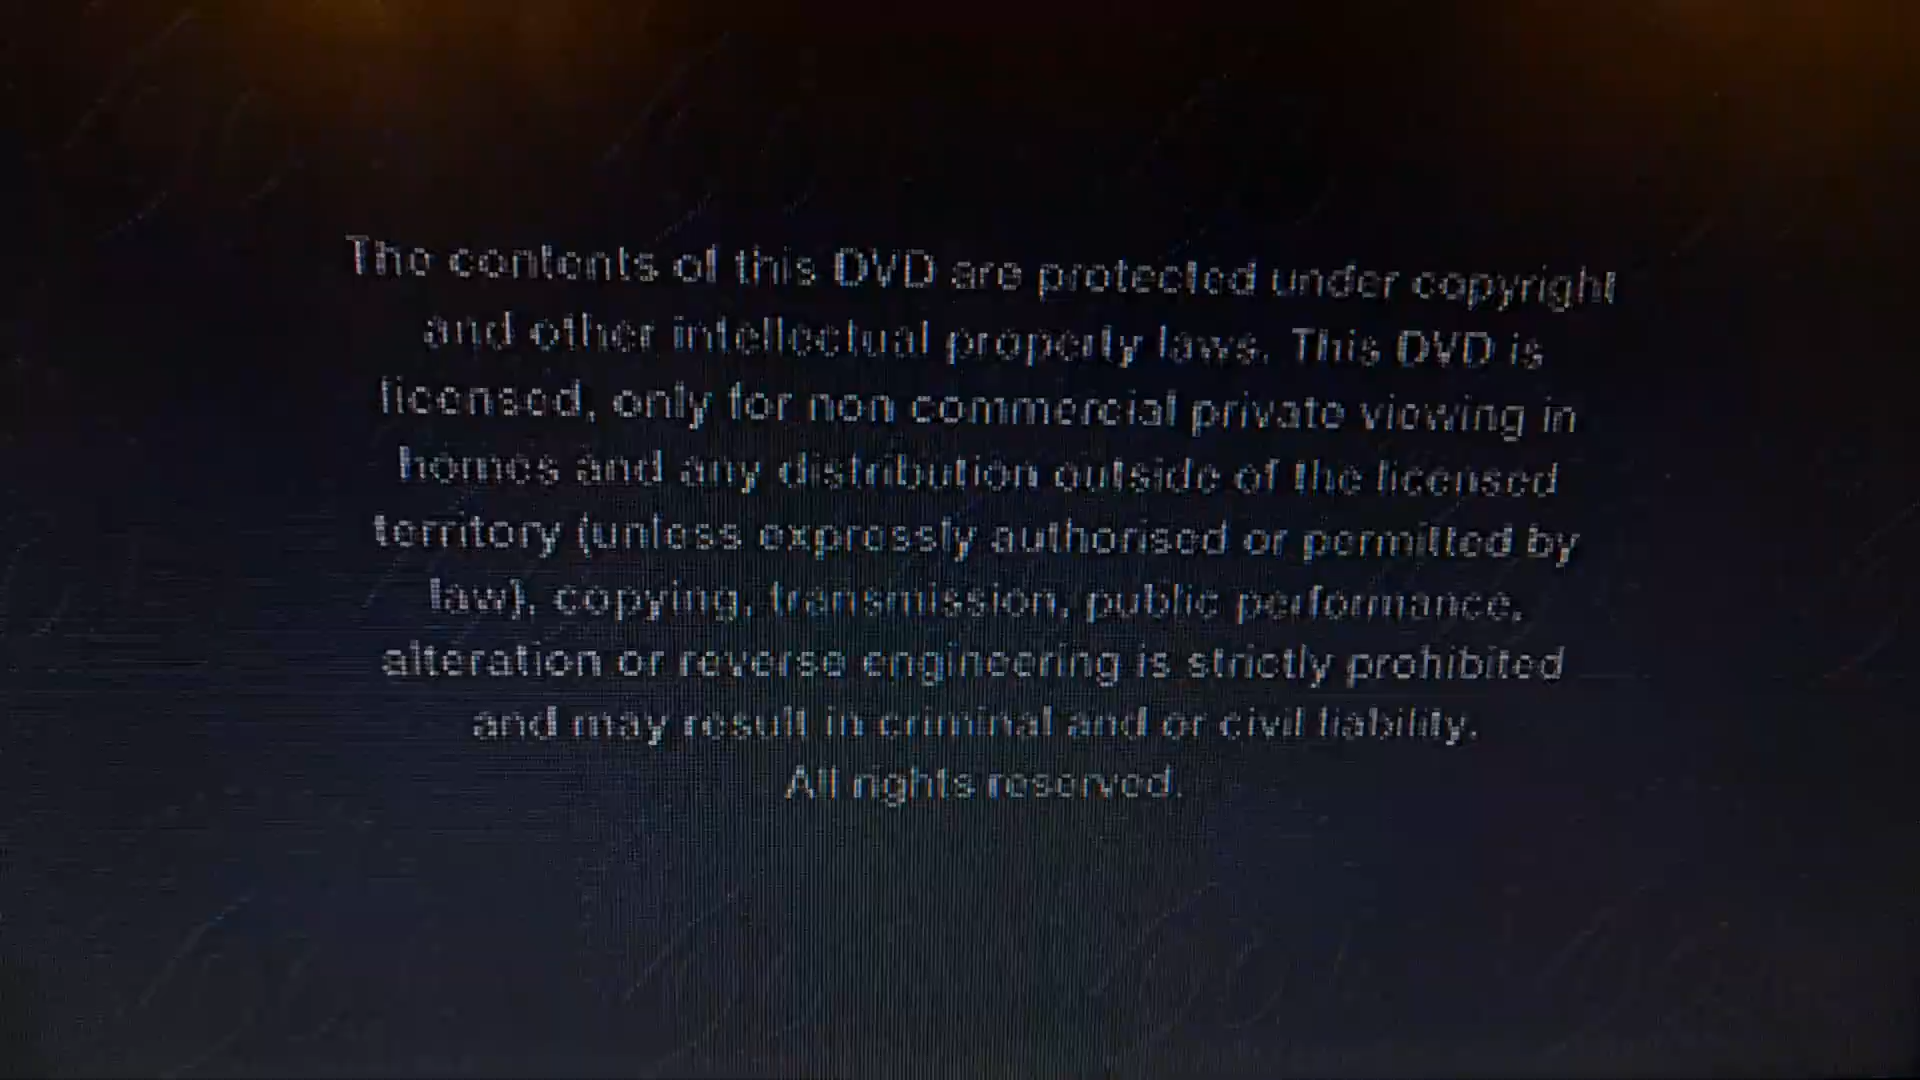 The contents of this DVD are protected under copyright
and other intellectual property laws. This DVD is
licensed, only for non commercial private viewing in
homes and any distribution outside of the licensed
territory (unless expressly authorised or permitted by
law), copying, transmission, public performance,
alteration or reverse engineering is strictly prohibited
and may result in criminal and or civil liability.
All rights reserved.